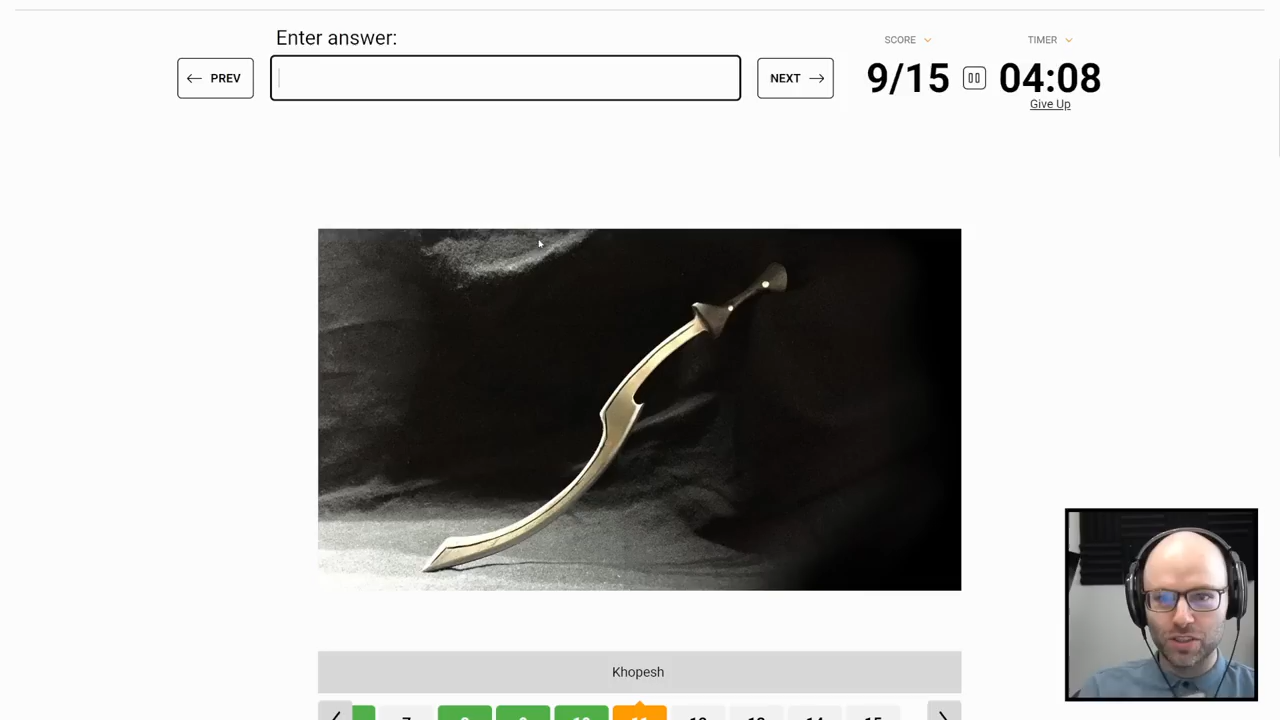 Enter answer:
← PREV
NEXT →
SCORE
9/15
TIMER
04:08
Give Up
Khopesh